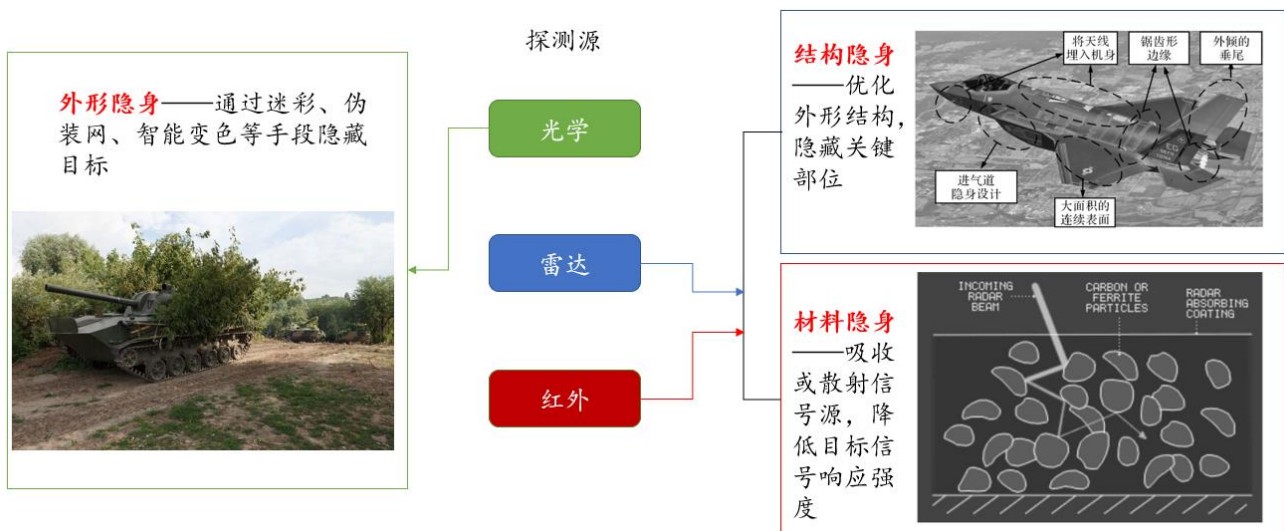 探测源
外形隐身——通过迷彩、伪
装网、智能变色等手段隐藏
目标
光学
雷达
红外
结构隐身
——优化
外形结构,
隐藏关键
部位
将天线
埋入机身
锯齿形
边缘
外倾的
垂尾
进气道
隐身设计
大面积的
连续表面
材料隐身
——吸收
或散射信
号源，降
低目标信
号响应强
度
INCOMING
RADAR
BEAM
CARBON OR
FERRITE
PARTICLES
RADAR
ABSORBING
COATING